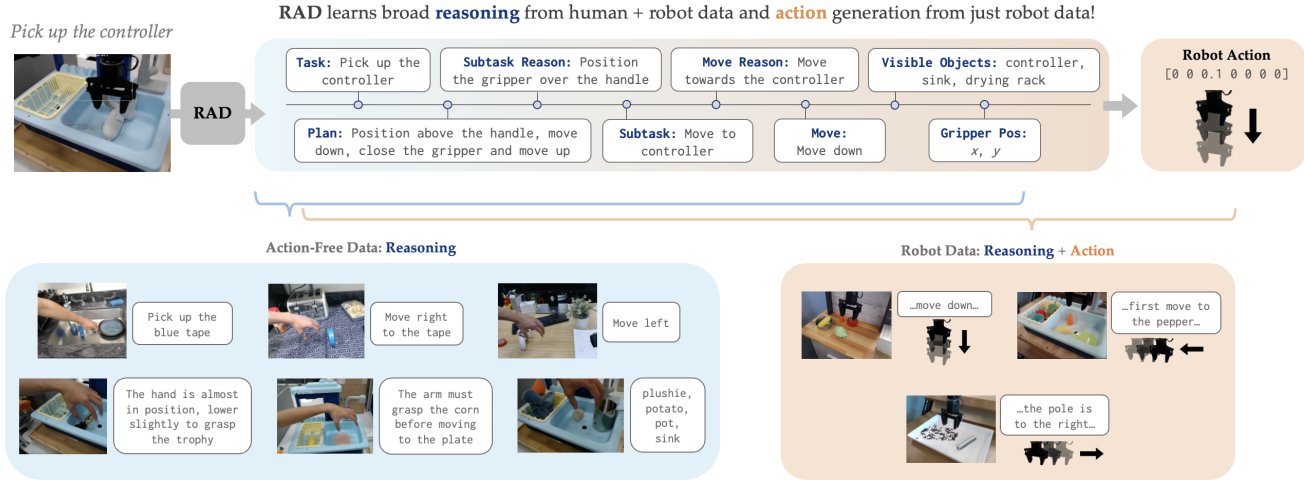 RAD learns broad reasoning from human + robot data and action generation from just robot data!
Pick up the controller
RAD
Task: Pick up the
controller
Subtask Reason: Position
the gripper over the handle
Move Reason: Move
towards the controller
Visible Objects: controller,
sink, drying rack
Plan: Position above the handle, move
down, close the gripper and move up
Subtask: Move to
controller
Move:
Move down
Gripper Pos:
x, y
Robot Action
[0 0 0.1 0 0 0 0]
Action-Free Data: Reasoning
Pick up the
blue tape
Move right
to the tape
Move left
The hand is almost
in position, lower
slightly to grasp
the trophy
The arm must
grasp the corn
before moving
to the plate
plushie,
potato,
pot,
sink
Robot Data: Reasoning + Action
…move down…
…first move to
the pepper…
…the pole is
to the right…